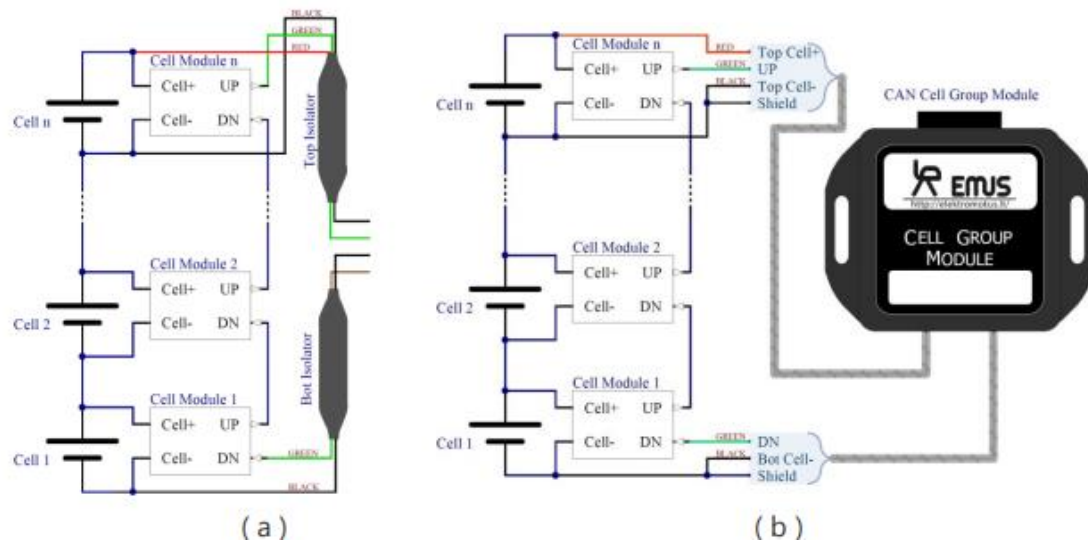 BLACK
GREEN
RED
Cell Module n
Cell+ UP
Cell- DN
Cell n
Top Isolator
Cell Module 2
Cell+ UP
Cell- DN
Cell 2
Bot Isolator
Cell Module 1
Cell+ UP
Cell- DN
Cell 1
GREEN
BLACK
( a )
Cell Module n
Cell+ UP
Cell- DN
Cell n
RED
GREEN
BLACK
Top Cell+
UP
Top Cell-
Shield
CAN Cell Group Module
EMUS
http://elektromotus.lt/
CELL GROUP
MODULE
Cell Module 2
Cell+ UP
Cell- DN
Cell 2
Cell Module 1
Cell+ UP
Cell- DN
Cell 1
GREEN
BLACK
DN
Bot Cell-
Shield
( b )